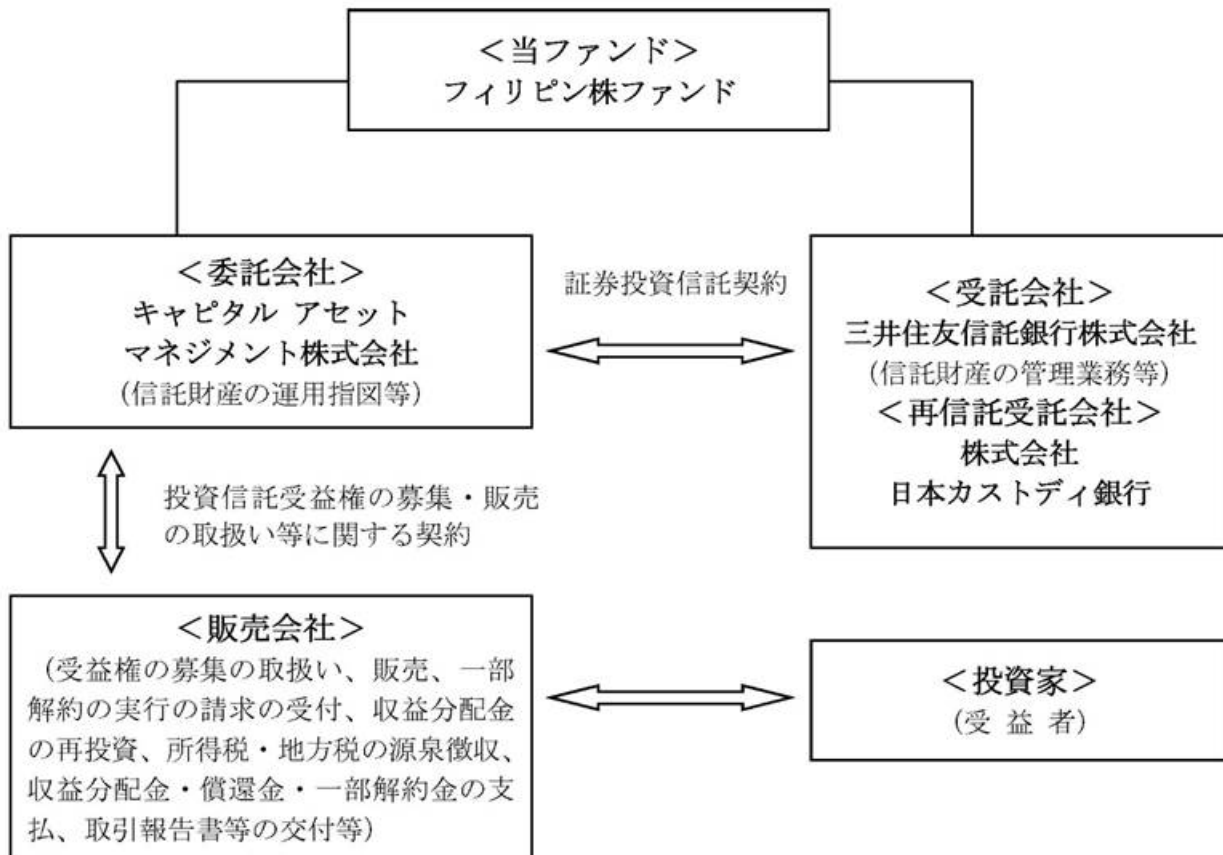 ＜当ファンド＞
フィリピン株ファンド
＜委託会社＞
キャピタル アセット
マネジメント株式会社
(信託財産の運用指図等)
証券投資信託契約
＜受託会社＞
三井住友信託銀行株式会社
(信託財産の管理業務等)
＜再信託受託会社＞
株式会社
日本カストディ銀行
投資信託受益権の募集・販売
の取扱い等に関する契約
＜販売会社＞
（受益権の募集の取扱い、販売、一部
解約の実行の請求の受付、収益分配金
の再投資、所得税・地方税の源泉徴収、
収益分配金・償還金・一部解約金の支
払、取引報告書等の交付等）
＜投資家＞
(受 益 者)